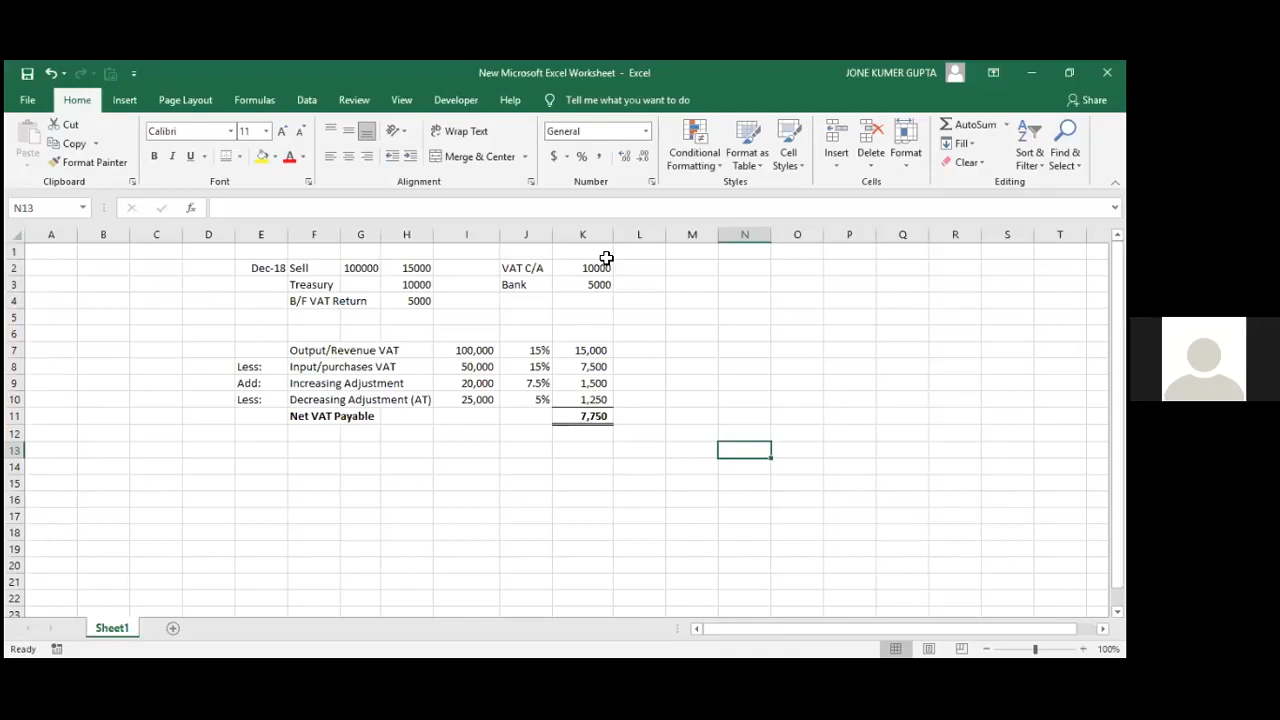 New Microsoft Excel Worksheet - Excel
JONE KUMER GUPTA
File Home Insert Page Layout Formulas Data Review View Developer Help Tell me what you want to do Share
Paste
Cut
Copy
Format Painter
Clipboard
Calibri 11
B I U
Font
Wrap Text
Merge & Center
Alignment
General
$ % ,
Number
Conditional Formatting
Format as Table
Cell Styles
Styles
Insert Delete Format
Cells
AutoSum
Fill
Clear
Sort & Filter
Find & Select
Editing
N13 fx
A B C D E F G H I J K L M N O P Q R S T
1
2 Dec-18 Sell 100000 15000 VAT C/A 10000
3 Treasury 10000 Bank 5000
4 B/F VAT Return 5000
5
6
7 Output/Revenue VAT 100,000 15% 15,000
8 Less: Input/purchases VAT 50,000 15% 7,500
9 Add: Increasing Adjustment 20,000 7.5% 1,500
10 Less: Decreasing Adjustment (AT) 25,000 5% 1,250
11 Net VAT Payable 7,750
12
13
14
15
16
17
18
19
20
21
22
23
Sheet1
Ready 100%